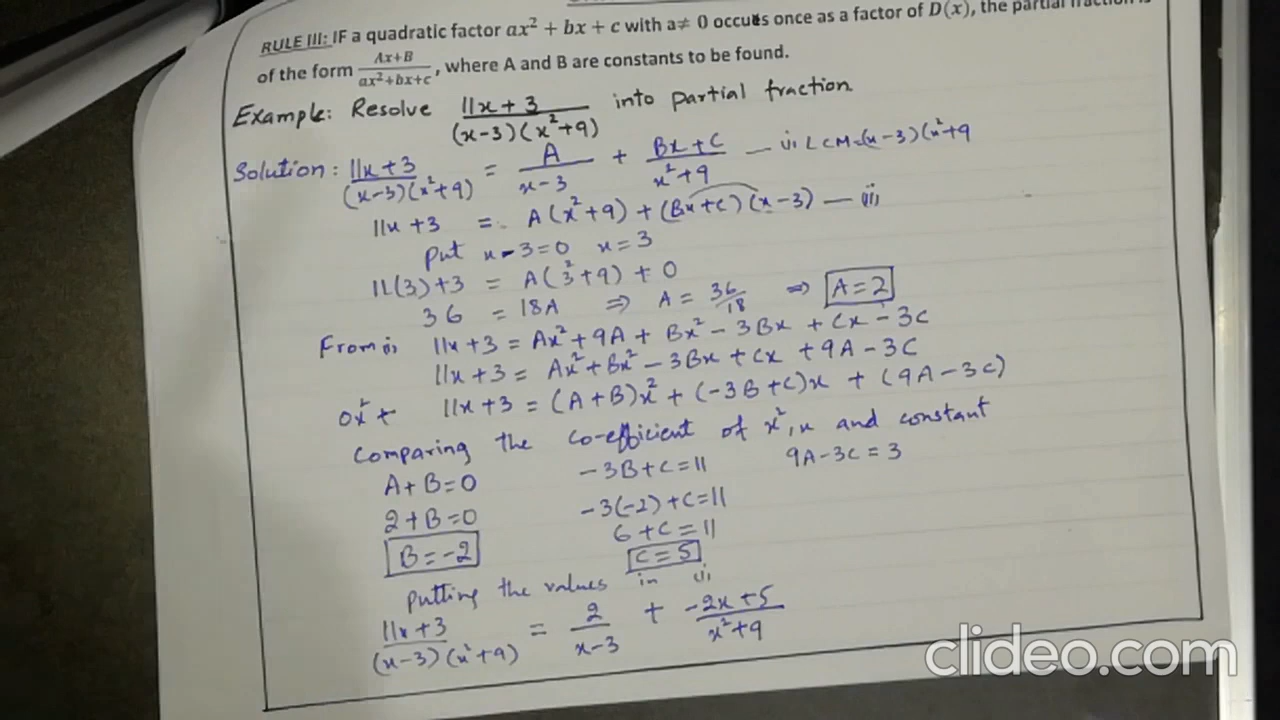 RULE III: IF a quadratic factor ax² + bx + c with a≠ 0 occurs once as a factor of D(x), the partial fraction is
of the form Ax+B/ax²+bx+c, where A and B are constants to be found.
Example: Resolve 11x+3/(x-3)(x²+9) into partial fraction
Solution: 11x+3/(x-3)(x²+9) = A/x-3 + Bx+C/x²+9 — (i) LCM=(x-3)(x²+9
11x+3 = A(x²+9)+(Bx+C)(x-3) — (ii)
Put x-3=0 x=3
11(3)+3 = A(3²+9)+0
36 = 18A ⇒ A = 36/18 ⇒ A=2
From (ii) 11x+3 = Ax²+9A+Bx²-3Bx+Cx-3C
11x+3 = Ax²+Bx²-3Bx+Cx+9A-3C
0x²+ 11x+3 = (A+B)x²+(-3B+C)x+(9A-3C)
Comparing the co-efficient of x², x and constant
A+B=0 -3B+C=11 9A-3C=3
2+B=0 -3(-2)+C=11
6+C=11
B=-2 C=5
Putting the values in (i)
11x+3/(x-3)(x²+9) = 2/x-3 + -2x+5/x²+9
clideo.com